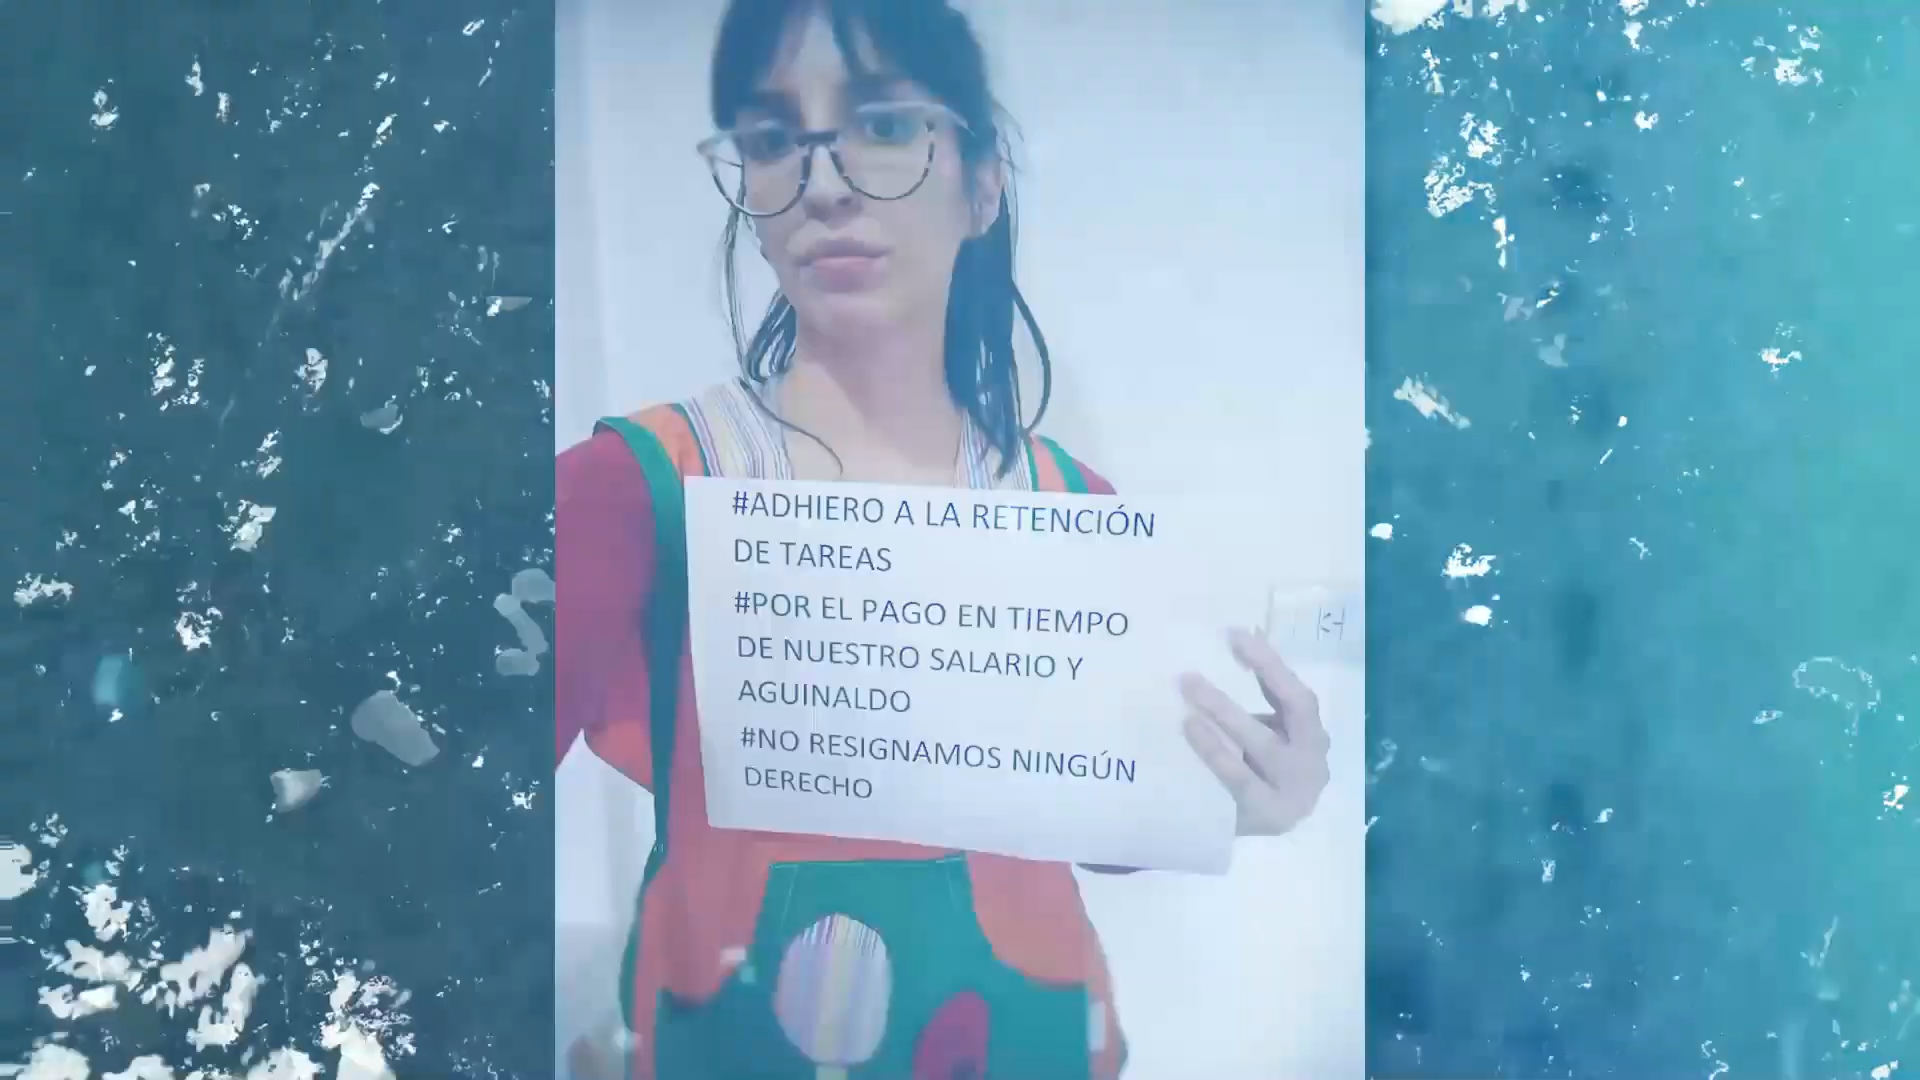 #ADHIERO A LA RETENCIÓN
DE TAREAS
#POR EL PAGO EN TIEMPO
DE NUESTRO SALARIO Y
AGUINALDO
#NO RESIGNAMOS NINGÚN
DERECHO